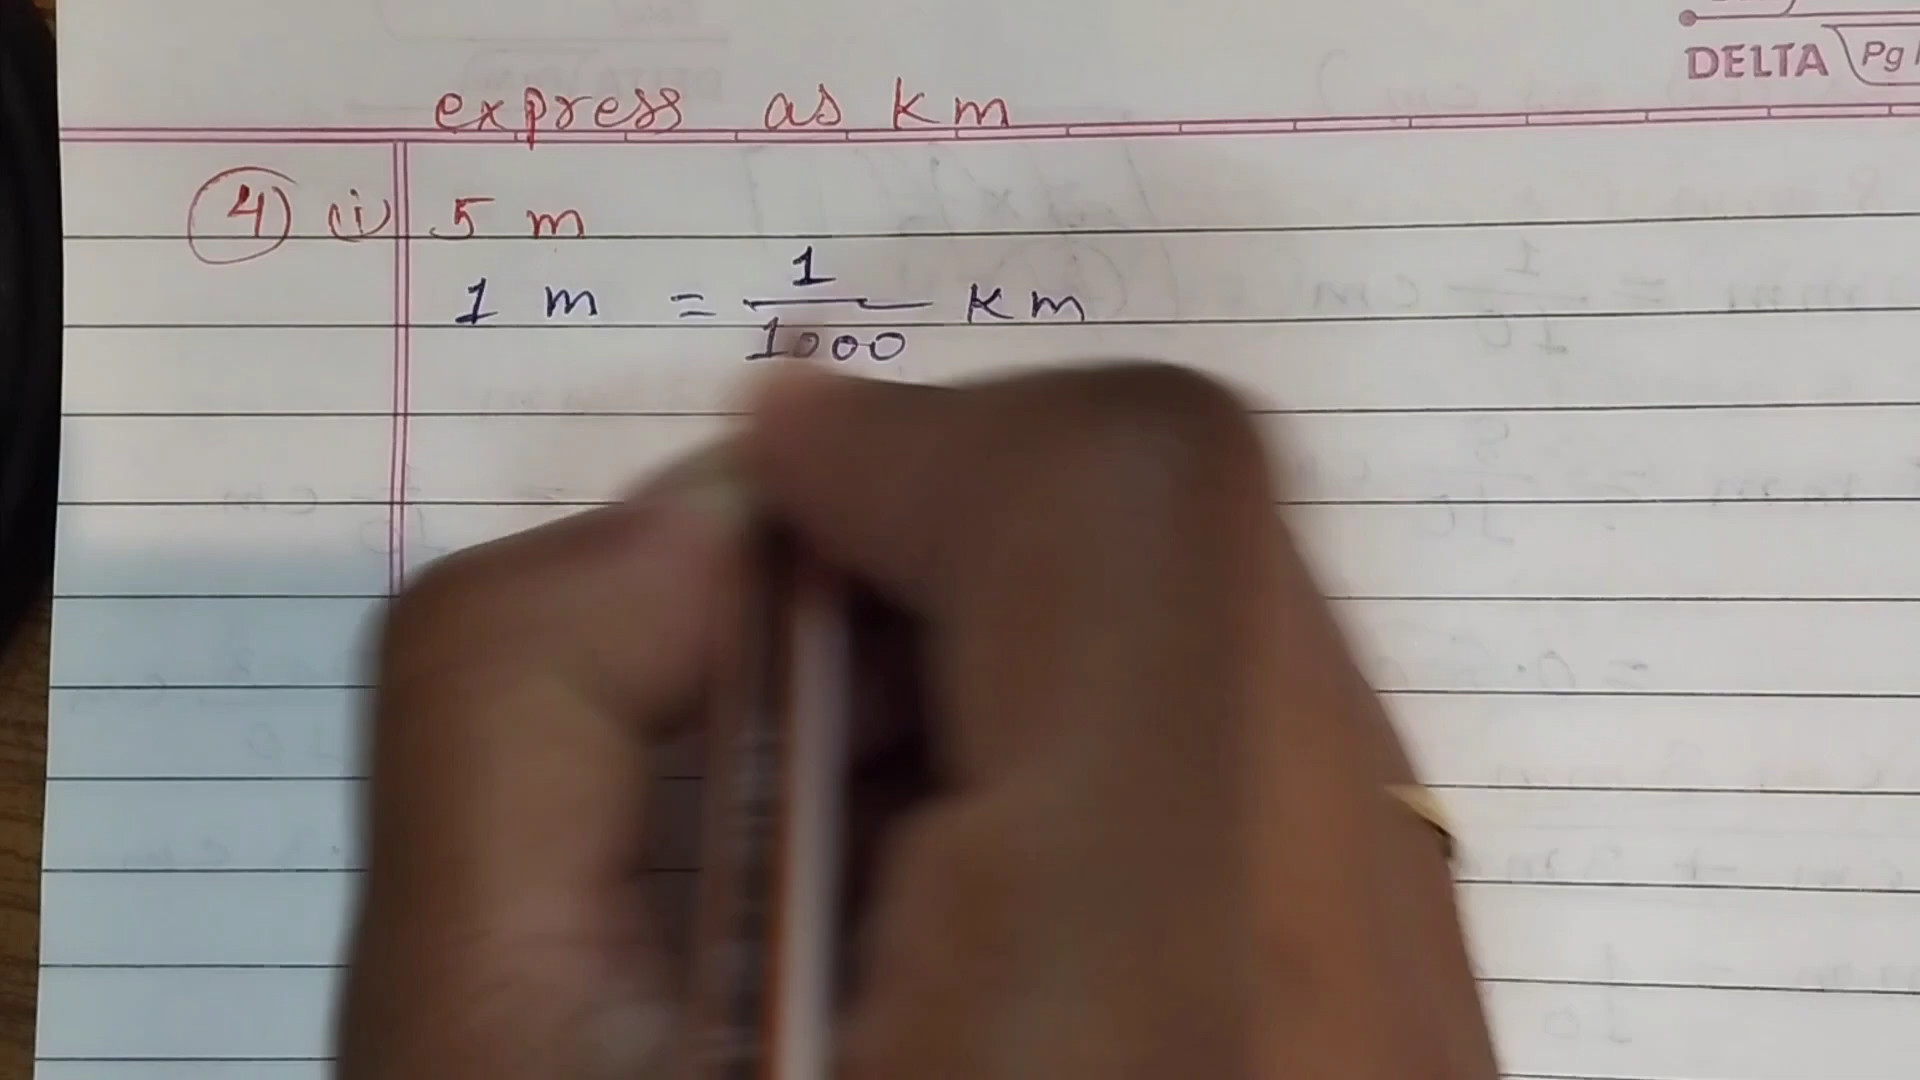 DELTA Pg
express as km
4) (i) 5 m
1 m = 1/1000 km